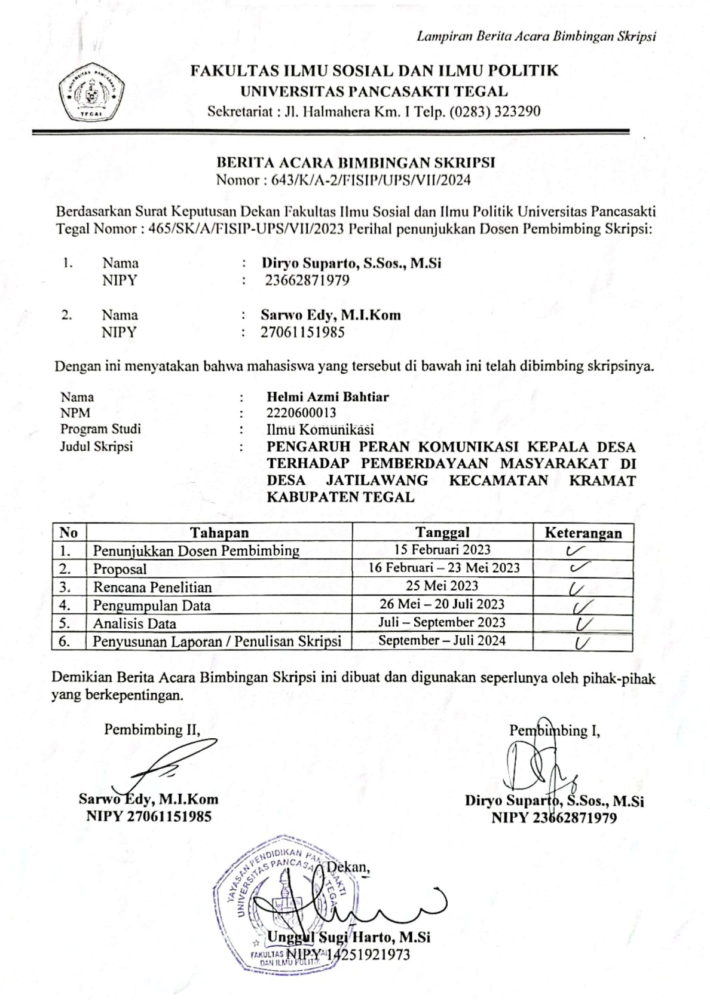 Lampiran Berita Acara Bimbingan Skripsi
UNIVERSITAS PANCASAKTI
TEGAL
FAKULTAS ILMU SOSIAL DAN ILMU POLITIK
UNIVERSITAS PANCASAKTI TEGAL
Sekretariat : Jl. Halmahera Km. I Telp. (0283) 323290
BERITA ACARA BIMBINGAN SKRIPSI
Nomor : 643/K/A-2/FISIP/UPS/VII/2024
Berdasarkan Surat Keputusan Dekan Fakultas Ilmu Sosial dan Ilmu Politik Universitas Pancasakti
Tegal Nomor : 465/SK/A/FISIP-UPS/VII/2023 Perihal penunjukkan Dosen Pembimbing Skripsi:
1. Nama : Diryo Suparto, S.Sos., M.Si
NIPY : 23662871979
2. Nama : Sarwo Edy, M.I.Kom
NIPY : 27061151985
Dengan ini menyatakan bahwa mahasiswa yang tersebut di bawah ini telah dibimbing skripsinya.
Nama : Helmi Azmi Bahtiar
NPM : 2220600013
Program Studi : Ilmu Komunikasi
Judul Skripsi : PENGARUH PERAN KOMUNIKASI KEPALA DESA
TERHADAP PEMBERDAYAAN MASYARAKAT DI
DESA JATILAWANG KECAMATAN KRAMAT
KABUPATEN TEGAL
No Tahapan Tanggal Keterangan
1. Penunjukkan Dosen Pembimbing 15 Februari 2023
2. Proposal 16 Februari – 23 Mei 2023
3. Rencana Penelitian 25 Mei 2023
4. Pengumpulan Data 26 Mei – 20 Juli 2023
5. Analisis Data Juli – September 2023
6. Penyusunan Laporan / Penulisan Skripsi September – Juli 2024
Demikian Berita Acara Bimbingan Skripsi ini dibuat dan digunakan seperlunya oleh pihak-pihak
yang berkepentingan.
Pembimbing II, Pembimbing I,
Sarwo Edy, M.I.Kom Diryo Suparto, S.Sos., M.Si
NIPY 27061151985 NIPY 23662871979
YAYASAN PENDIDIKAN PANCASAKTI
UNIVERSITAS PANCASAKTI TEGAL
Dekan,
Unggul Sugi Harto, M.Si
NIPY 14251921973
FAKULTAS
DAN ILMU POLITIK